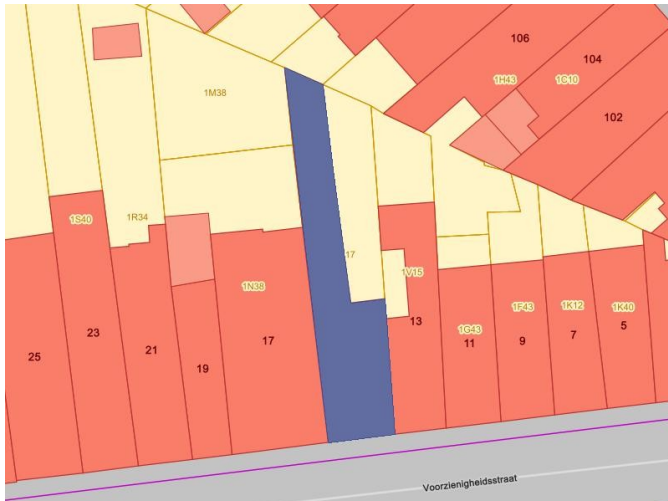 106
104
1H43
1C10
1M38
102
1S40
1R34
17
1V15
1N38
1G43
1F43
1K12
1K40
25
23
21
19
17
13
11
9
7
5
Voorzienigheidsstraat